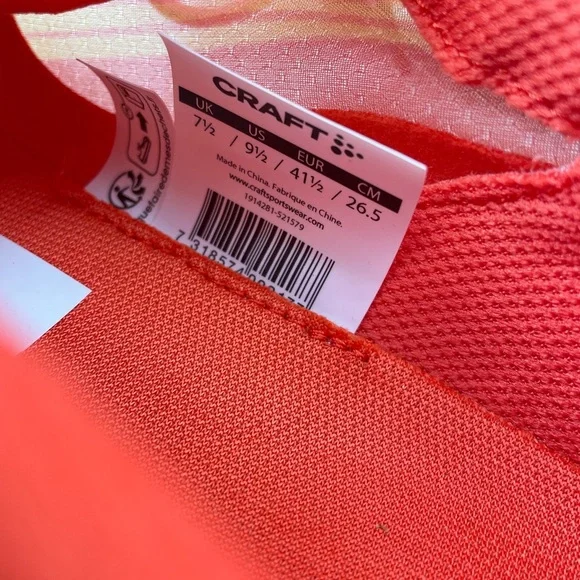 CRAFT
UK US EUR CM
7½ / 9½ / 41½ / 26.5
Made in China. Fabriqué en Chine.
www.craftsportswear.com
1914281-521579